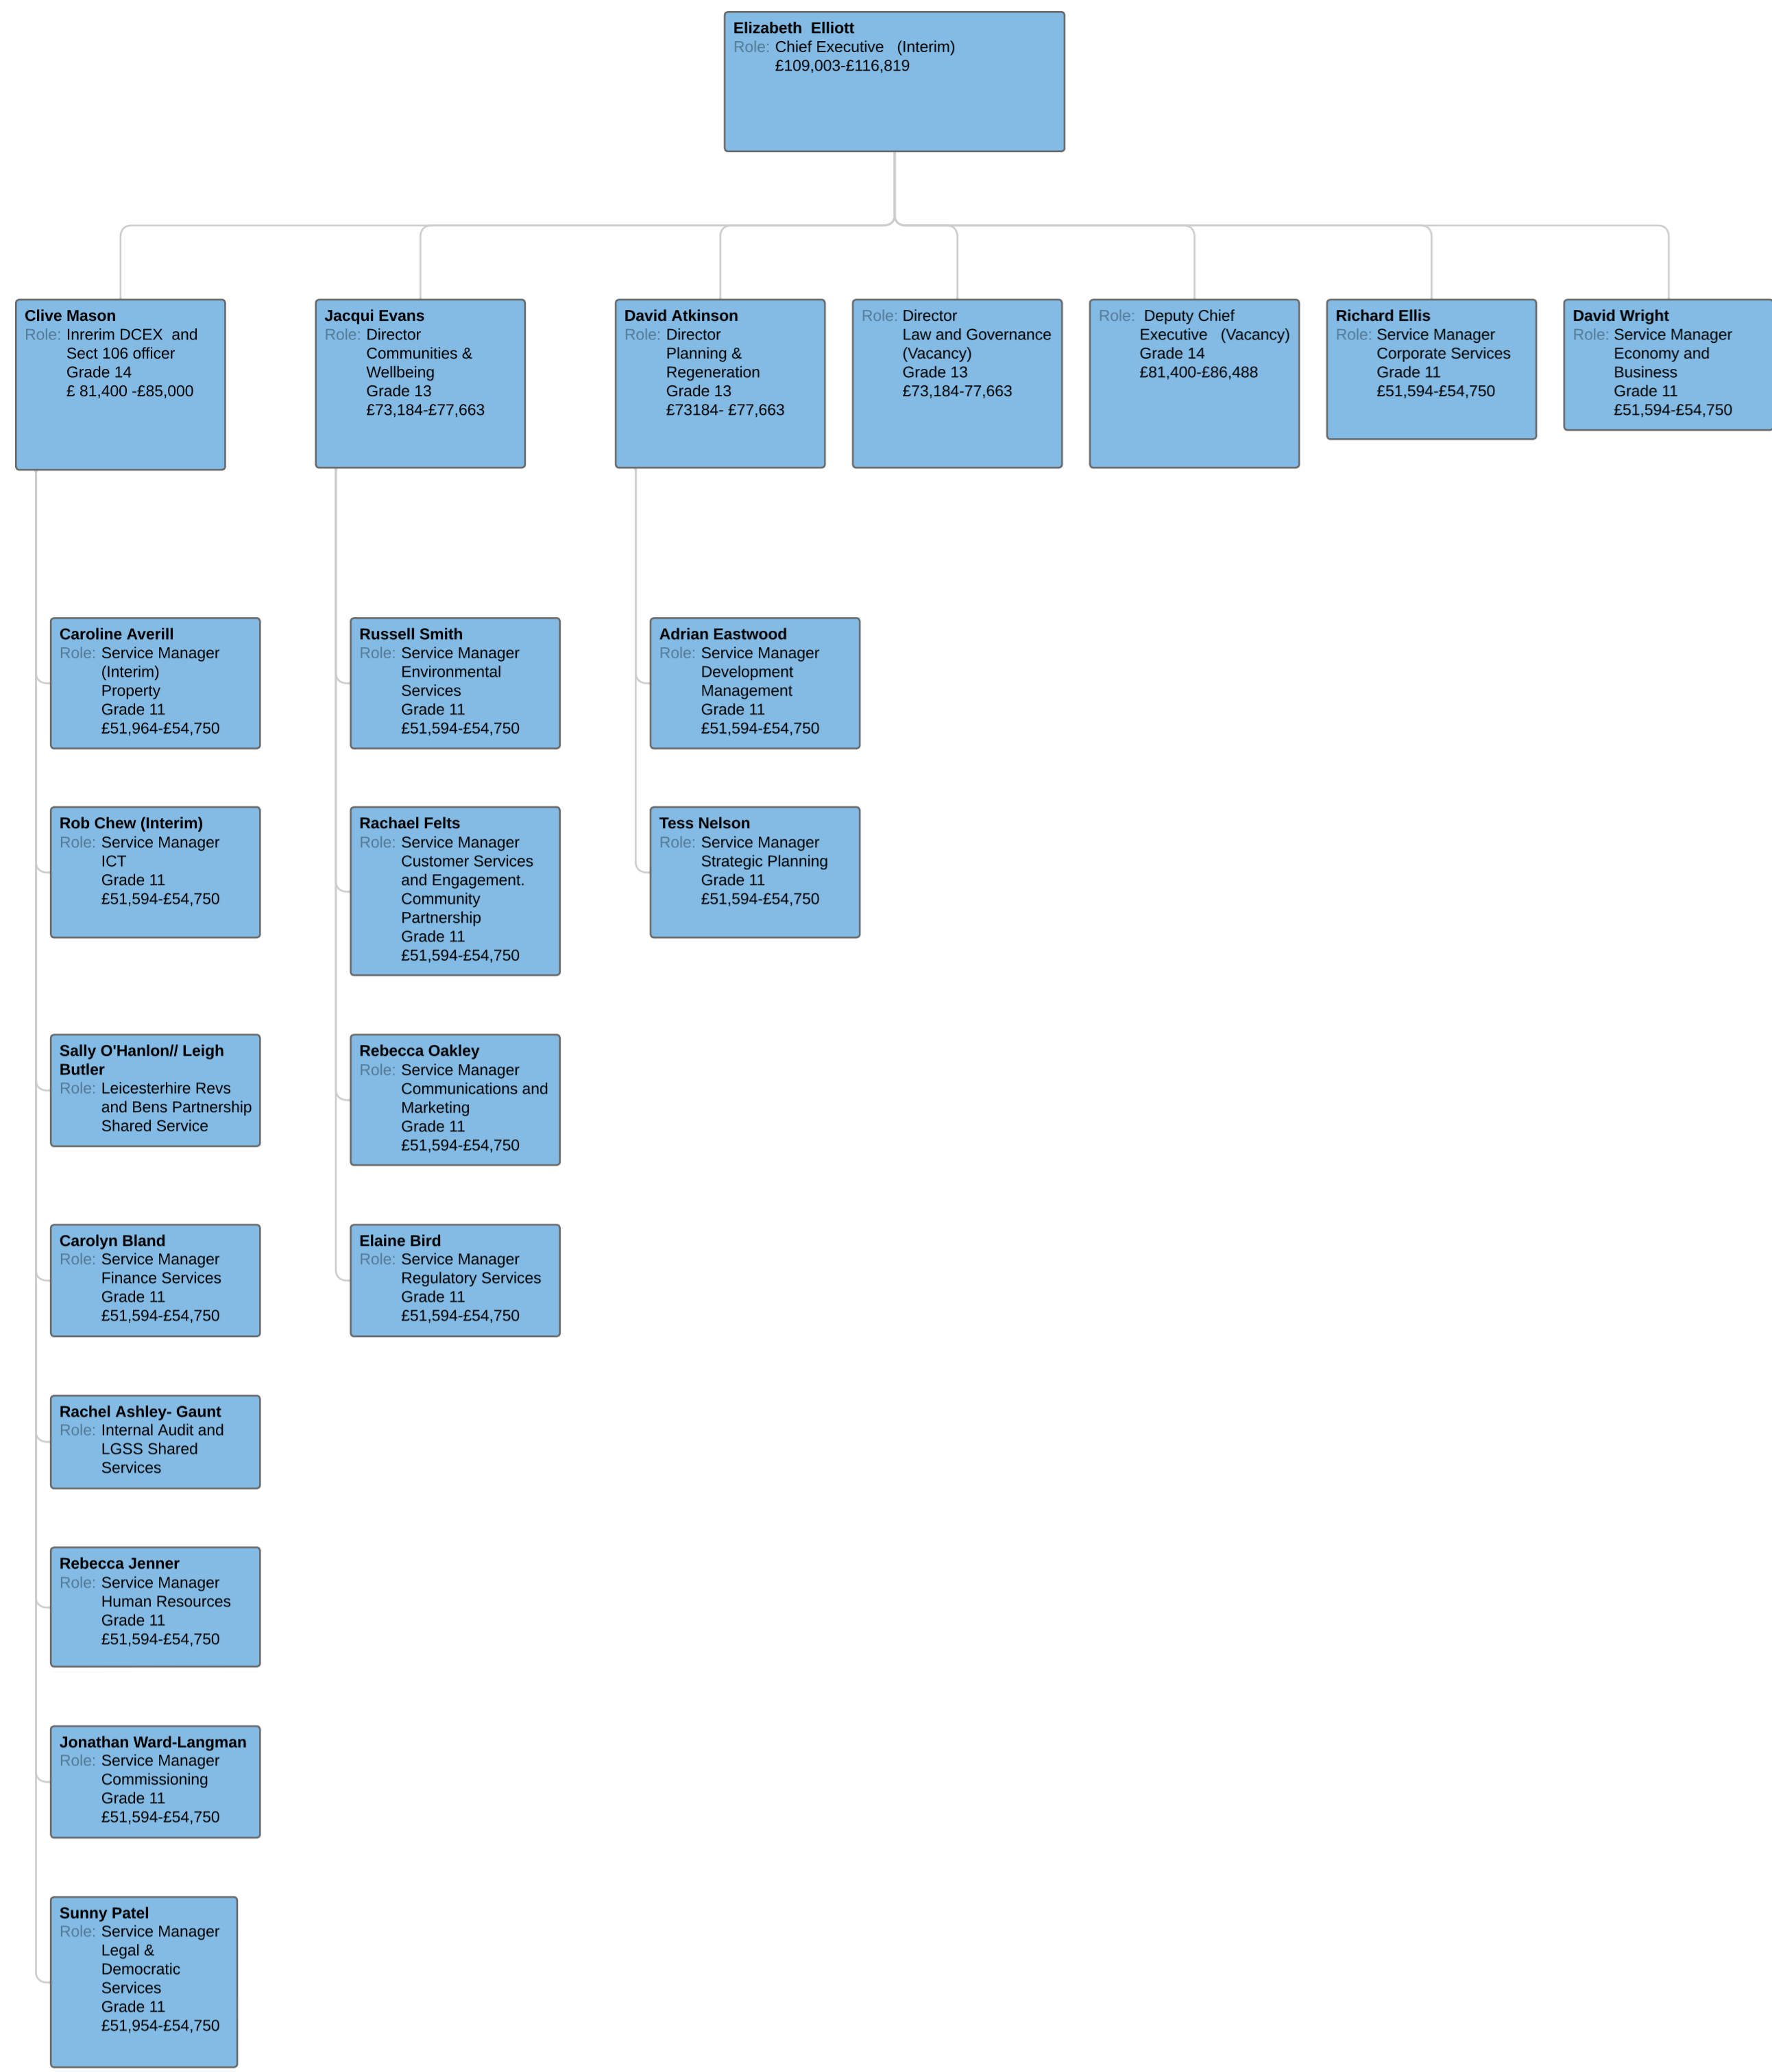 Elizabeth  Elliott
Role: Chief Executive   (Interim)
£109,003-£116,819
Clive Mason
Role: Inrerim DCEX  and
Sect 106 officer
Grade 14
£ 81,400 -£85,000
Jacqui Evans
Role: Director
Communities &
Wellbeing
Grade 13
£73,184-£77,663
David Atkinson
Role: Director
Planning &
Regeneration
Grade 13
£73184- £77,663
Role: Director
Law and Governance
(Vacancy)
Grade 13
£73,184-77,663
Role:  Deputy Chief
Executive   (Vacancy)
Grade 14
£81,400-£86,488
Richard Ellis
Role: Service Manager
Corporate Services
Grade 11
£51,594-£54,750
David Wright
Role: Service Manager
Economy and
Business
Grade 11
£51,594-£54,750
Caroline Averill
Role: Service Manager
(Interim)
Property
Grade 11
£51,964-£54,750
Rob Chew (Interim)
Role: Service Manager
ICT
Grade 11
£51,594-£54,750
Sally O'Hanlon// Leigh
Butler
Role: Leicesterhire Revs
and Bens Partnership
Shared Service
Carolyn Bland
Role: Service Manager
Finance Services
Grade 11
£51,594-£54,750
Rachel Ashley- Gaunt
Role: Internal Audit and
LGSS Shared
Services
Rebecca Jenner
Role: Service Manager
Human Resources
Grade 11
£51,594-£54,750
Jonathan Ward-Langman
Role: Service Manager
Commissioning
Grade 11
£51,594-£54,750
Sunny Patel
Role: Service Manager
Legal &
Democratic
Services
Grade 11
£51,954-£54,750
Russell Smith
Role: Service Manager
Environmental
Services
Grade 11
£51,594-£54,750
Rachael Felts
Role: Service Manager
Customer Services
and Engagement.
Community
Partnership
Grade 11
£51,594-£54,750
Rebecca Oakley
Role: Service Manager
Communications and
Marketing
Grade 11
£51,594-£54,750
Elaine Bird
Role: Service Manager
Regulatory Services
Grade 11
£51,594-£54,750
Adrian Eastwood
Role: Service Manager
Development
Management
Grade 11
£51,594-£54,750
Tess Nelson
Role: Service Manager
Strategic Planning
Grade 11
£51,594-£54,750